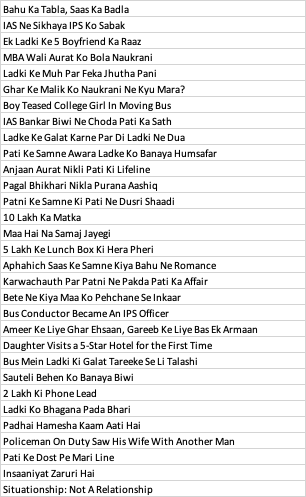 Bahu Ka Tabla, Saas Ka Badla
IAS Ne Sikhaya IPS Ko Sabak
Ek Ladki Ke 5 Boyfriend Ka Raaz
MBA Wali Aurat Ko Bola Naukrani
Ladki Ke Muh Par Feka Jhutha Pani
Ghar Ke Malik Ko Naukrani Ne Kyu Mara?
Boy Teased College Girl In Moving Bus
IAS Bankar Biwi Ne Choda Pati Ka Sath
Ladke Ke Galat Karne Par Di Ladki Ne Dua
Pati Ke Samne Awara Ladke Ko Banaya Humsafar
Anjaan Aurat Nikli Pati Ki Lifeline
Pagal Bhikhari Nikla Purana Aashiq
Patni Ke Samne Ki Pati Ne Dusri Shaadi
10 Lakh Ka Matka
Maa Hai Na Samaj Jayegi
5 Lakh Ke Lunch Box Ki Hera Pheri
Aphahich Saas Ke Samne Kiya Bahu Ne Romance
Karwachauth Par Patni Ne Pakda Pati Ka Affair
Bete Ne Kiya Maa Ko Pehchane Se Inkaar
Bus Conductor Became An IPS Officer
Ameer Ke Liye Ghar Ehsaan, Gareeb Ke Liye Bas Ek Armaan
Daughter Visits a 5-Star Hotel for the First Time
Bus Mein Ladki Ki Galat Tareeke Se Li Talashi
Sauteli Behen Ko Banaya Biwi
2 Lakh Ki Phone Lead
Ladki Ko Bhagana Pada Bhari
Padhai Hamesha Kaam Aati Hai
Policeman On Duty Saw His Wife With Another Man
Pati Ke Dost Pe Mari Line
Insaaniyat Zaruri Hai
Situationship: Not A Relationship